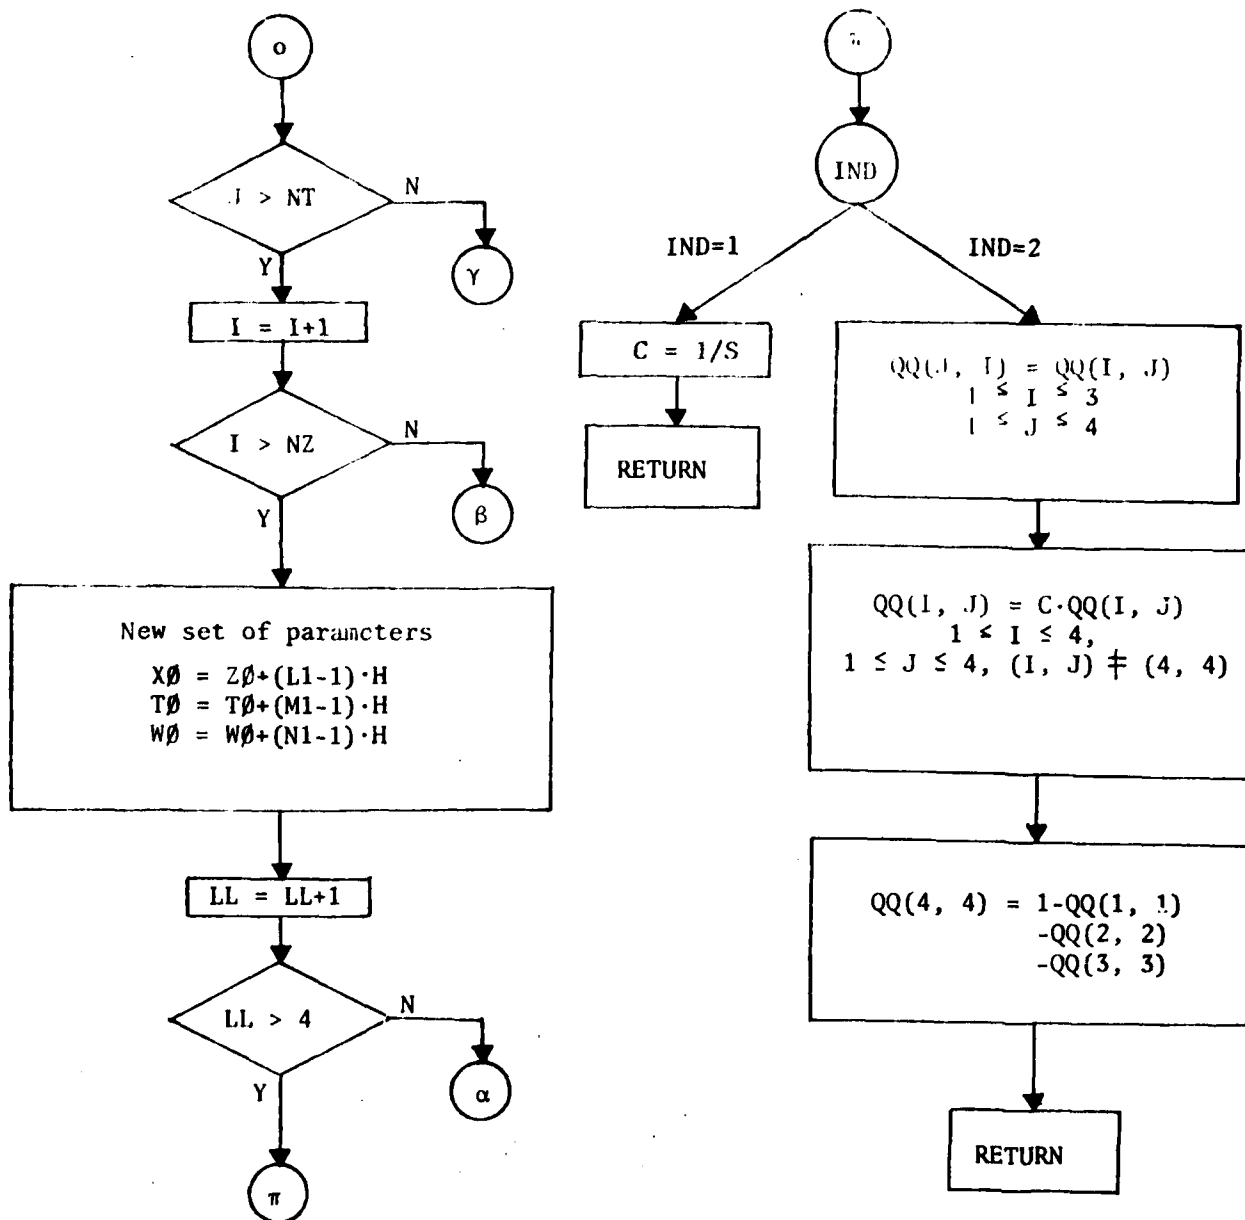 o
J > NT
N
γ
Y
I = I+1
I > NZ
N
β
Y
New set of parameters
XØ = ZØ+(L1-1)·H
TØ = TØ+(M1-1)·H
WØ = WØ+(N1-1)·H
LL = LL+1
LL > 4
N
α
Y
π
IND
IND=1
IND=2
C = 1/S
RETURN
QQ(J, I) = QQ(I, J)
1 ≤ I ≤ 3
1 ≤ J ≤ 4
QQ(I, J) = C·QQ(I, J)
1 ≤ I ≤ 4,
1 ≤ J ≤ 4, (I, J) ≠ (4, 4)
QQ(4, 4) = 1-QQ(1, 1)
-QQ(2, 2)
-QQ(3, 3)
RETURN